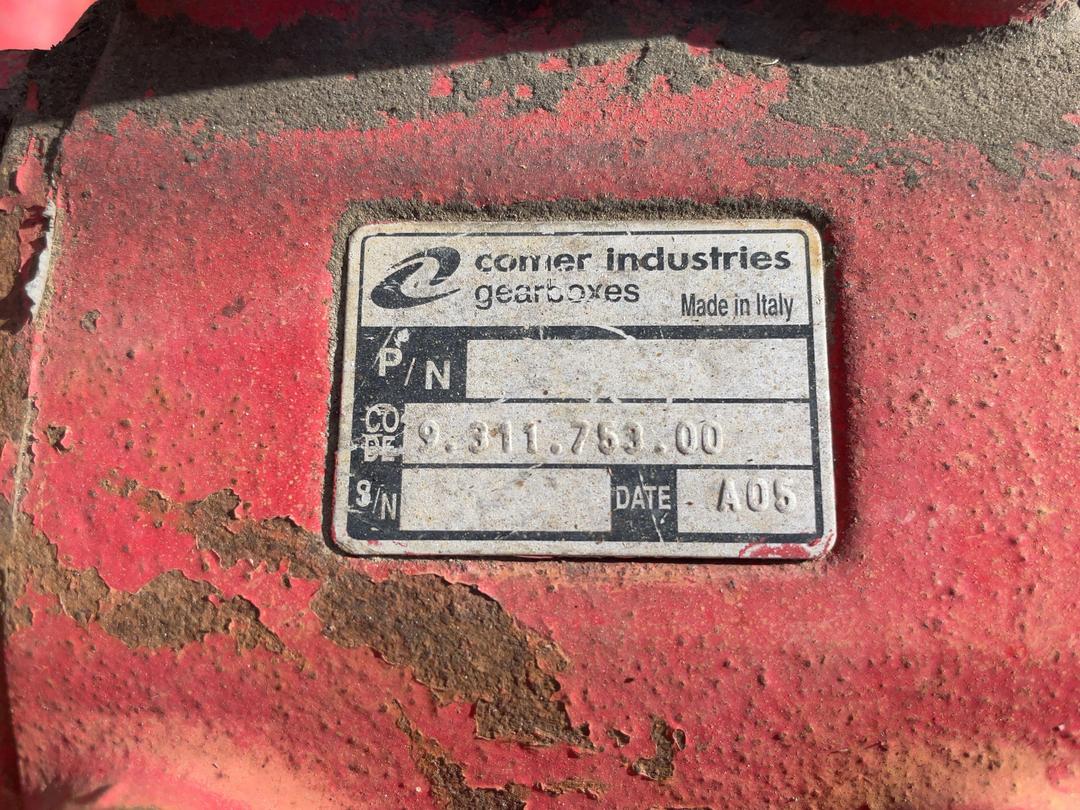 comer industries
gearboxes
Made in Italy
P/N
CODE 9.311.753.00
S/N DATE A05